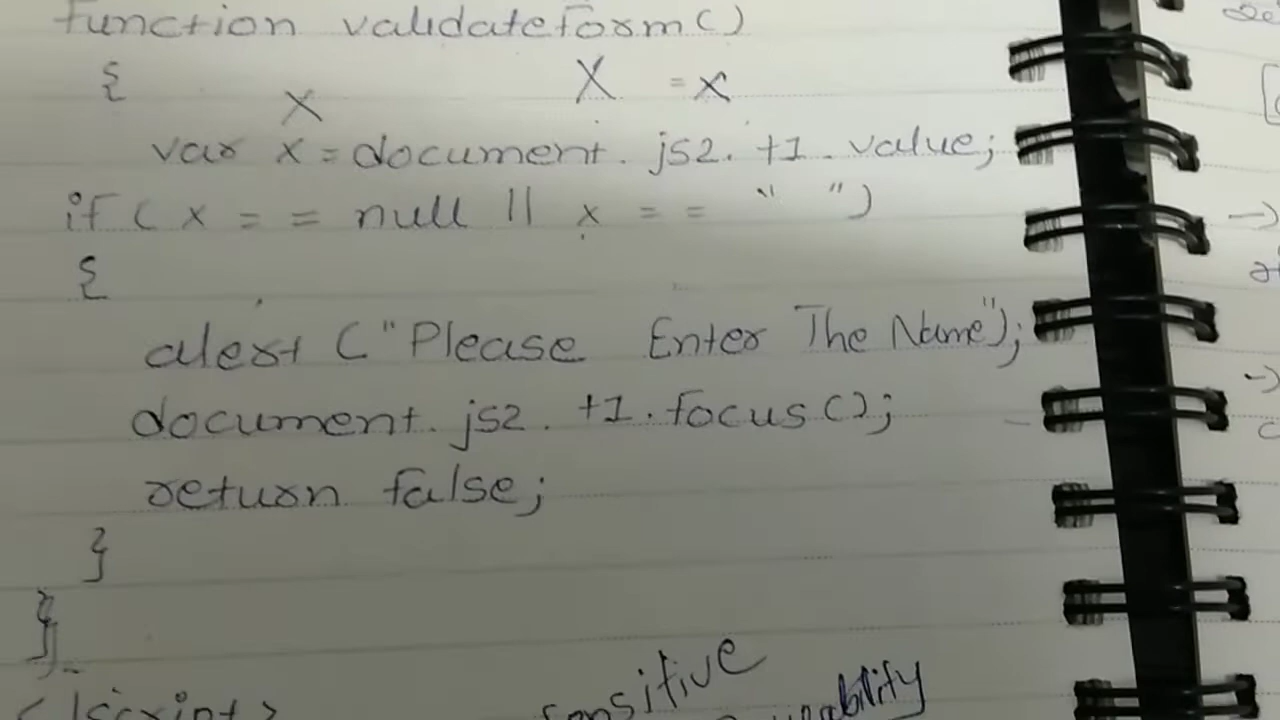 function validateform()
{ X X = x
var x = document. js2. t1. value;
if ( x = = null || x = = " ")
{
alert ("Please Enter The Name");
document. js2. t1. focus();
return false;
}
}
</script>